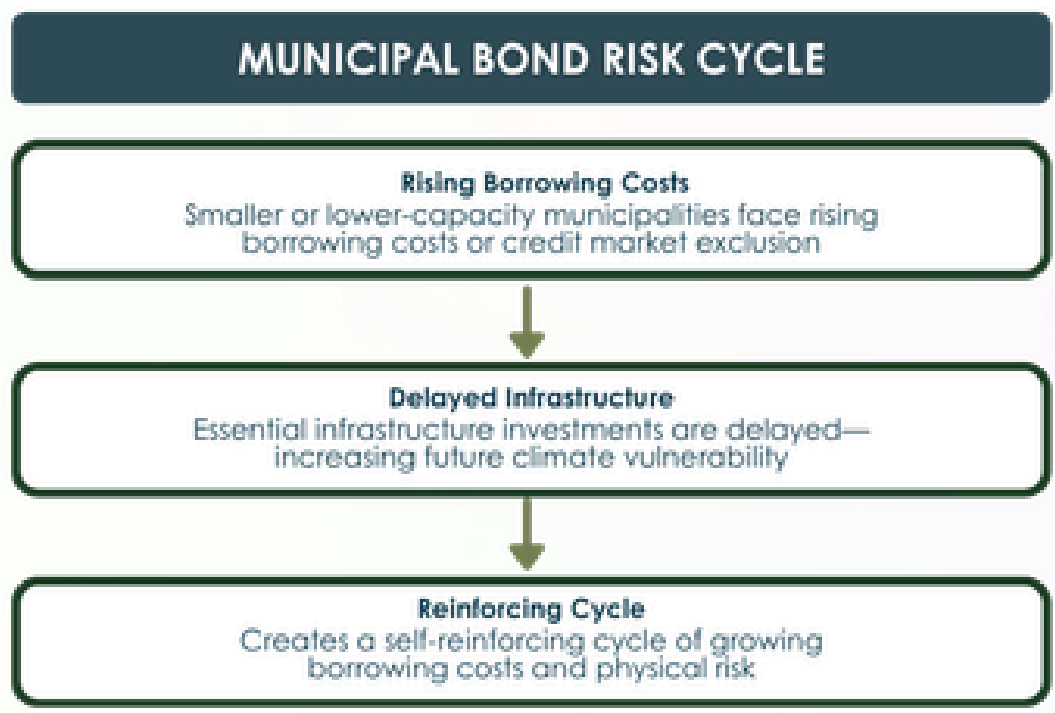 MUNICIPAL BOND RISK CYCLE
Rising Borrowing Costs
Smaller or lower-capacity municipalities face rising
borrowing costs or credit market exclusion
Delayed Infrastructure
Essential infrastructure investments are delayed—
increasing future climate vulnerability
Reinforcing Cycle
Creates a self-reinforcing cycle of growing
borrowing costs and physical risk